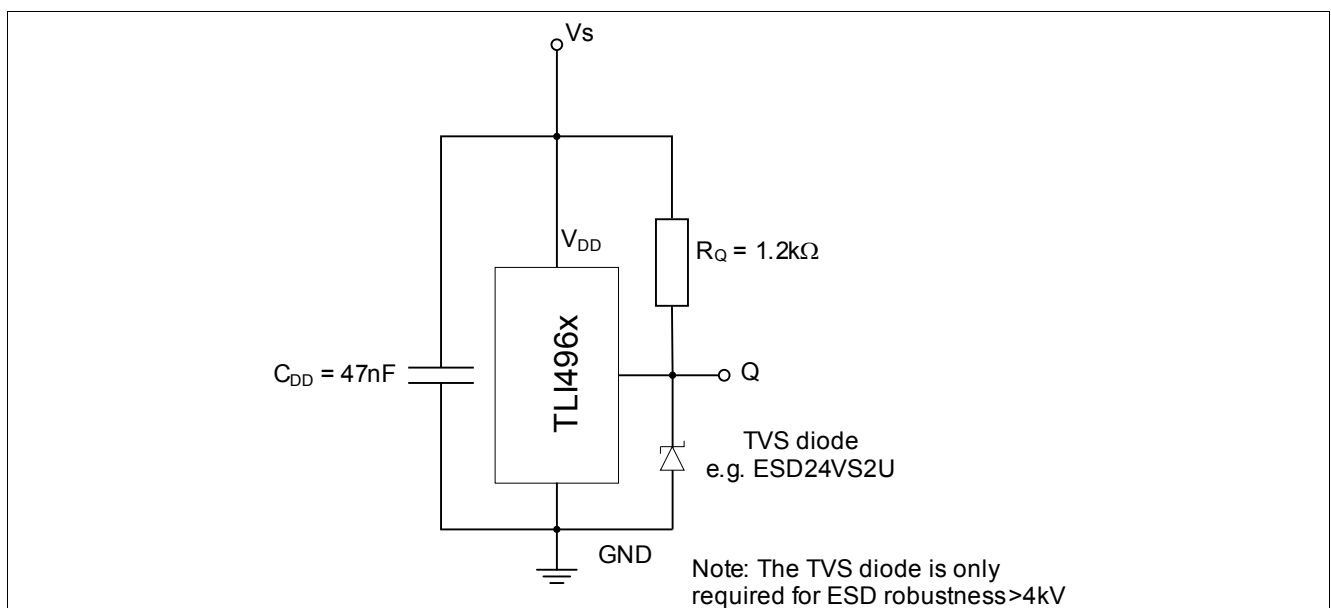 Vs
V_DD
R_Q = 1.2kΩ
TLI496x
C_DD = 47nF
Q
TVS diode
e.g. ESD24VS2U
GND
Note: The TVS diode is only
required for ESD robustness>4kV